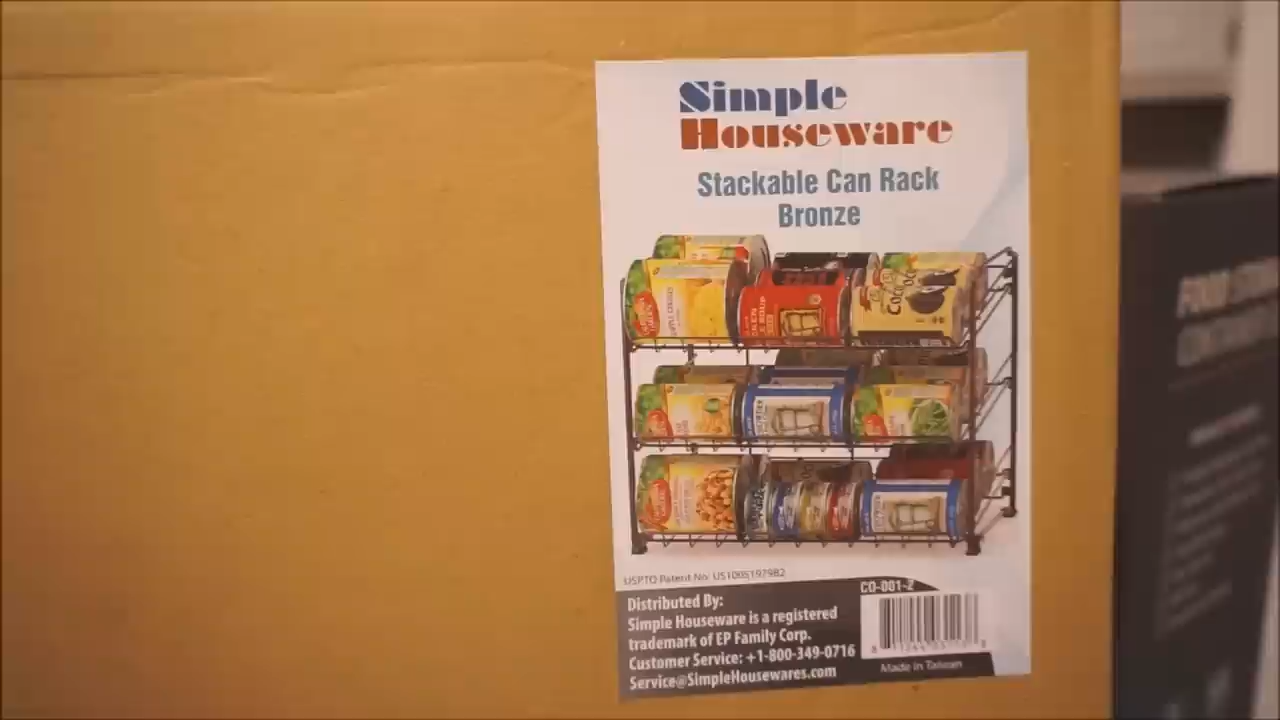 Simple
Houseware
Stackable Can Rack
Bronze
USPTO Patent No: US10051979B2
CO-001-2
Distributed By:
Simple Houseware is a registered
trademark of EP Family Corp.
Customer Service: +1-800-349-0716
Service@SimpleHousewares.com
Made in Taiwan